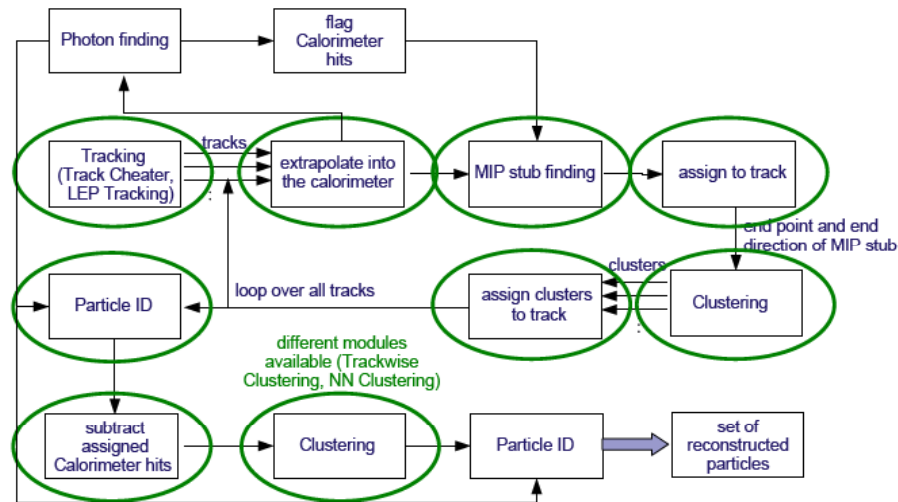 Photon finding
flag
Calorimeter
hits
Tracking
(Track Cheater,
LEP Tracking)
tracks
:
extrapolate into
the calorimeter
MIP stub finding
assign to track
end point and end
direction of MIP stub
Particle ID
loop over all tracks
assign clusters
to track
clusters
:
Clustering
different modules
available (Trackwise
Clustering, NN Clustering)
subtract
assigned
Calorimeter hits
Clustering
Particle ID
set of
reconstructed
particles